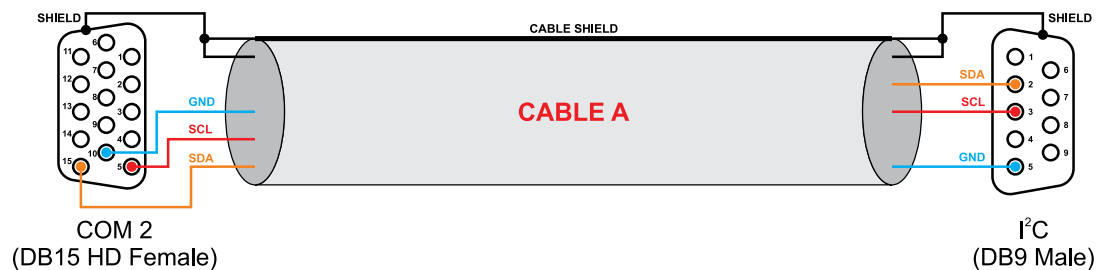 SHIELD
CABLE SHIELD
SHIELD
6
11
1
7
12
2
8
13
3
9
14
4
10
15
5
GND
SCL
SDA
CABLE A
SDA
SCL
GND
1
6
2
7
3
8
4
9
5
COM 2
(DB15 HD Female)
I²C
(DB9 Male)